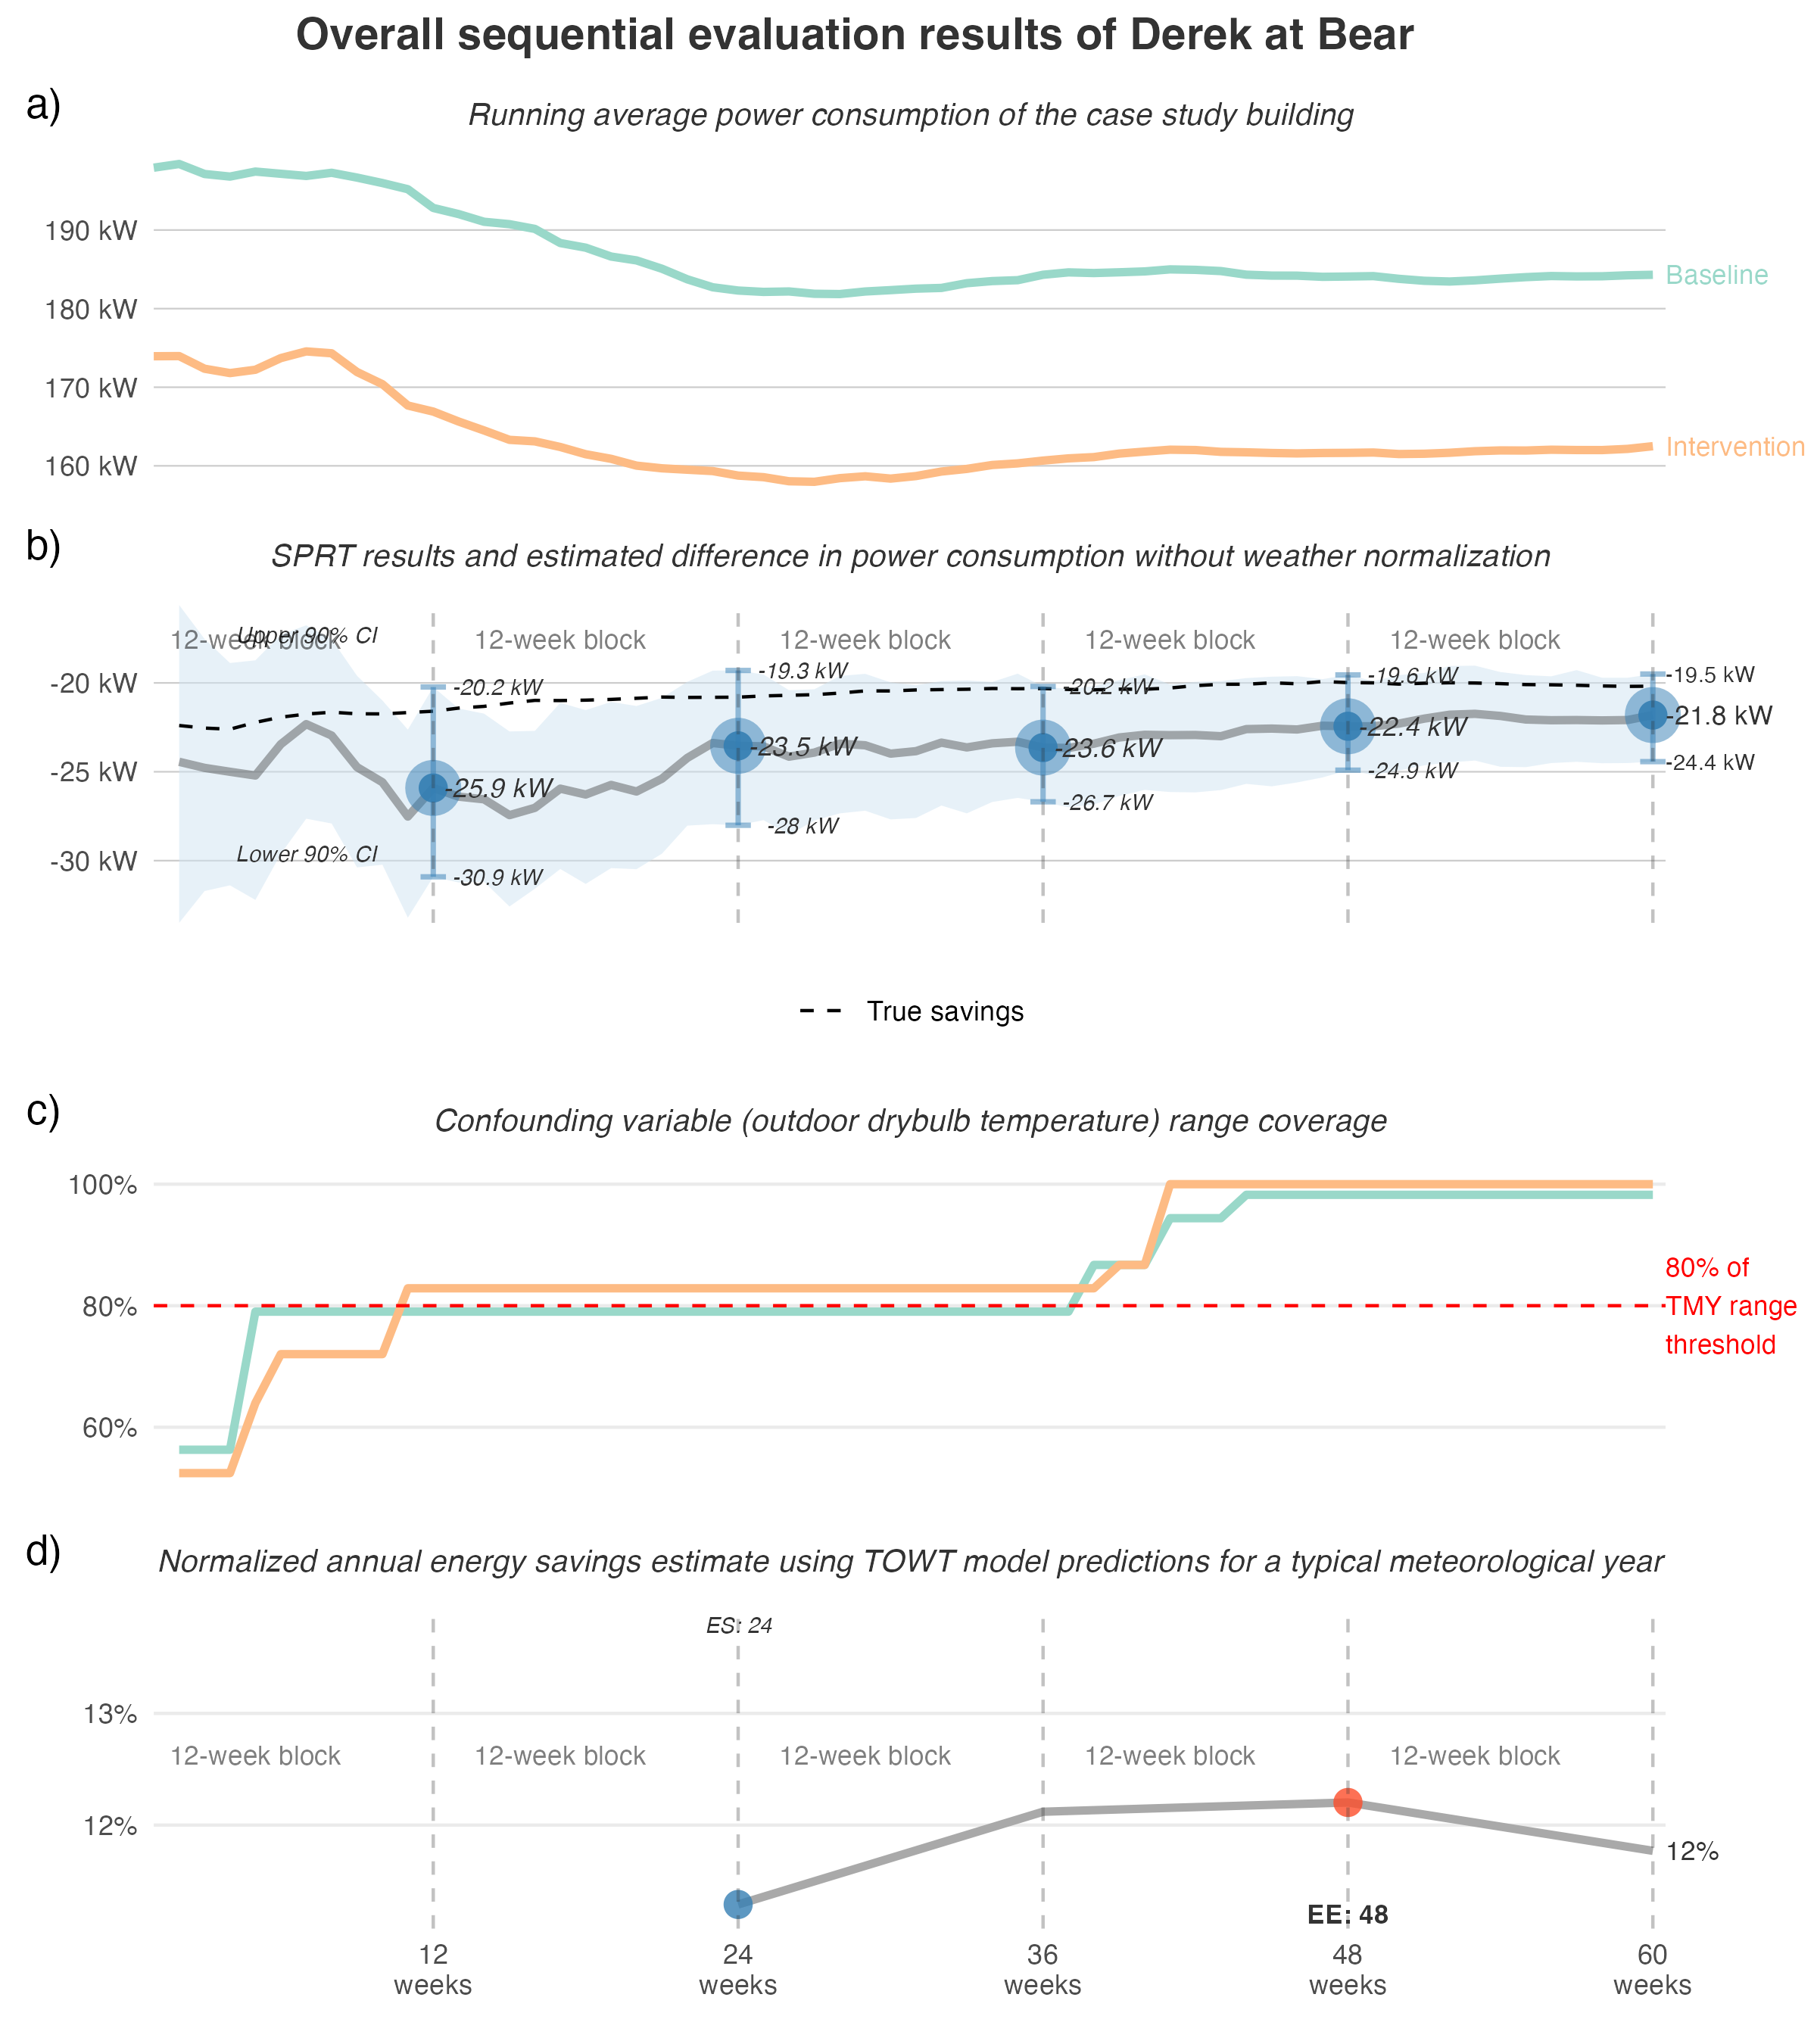 Overall sequential evaluation results of Derek at Bear
a)
Running average power consumption of the case study building
190 kW
180 kW
170 kW
160 kW
Baseline
Intervention
b)
SPRT results and estimated difference in power consumption without weather normalization
12-week block
12-week block
12-week block
12-week block
12-week block
Upper 90% CI
Lower 90% CI
-20 kW
-25 kW
-30 kW
-20.2 kW
-25.9 kW
-30.9 kW
-19.3 kW
-23.5 kW
-28 kW
-20.2 kW
-23.6 kW
-26.7 kW
-19.6 kW
-22.4 kW
-24.9 kW
-19.5 kW
-21.8 kW
-24.4 kW
True savings
c)
Confounding variable (outdoor drybulb temperature) range coverage
100%
80%
60%
80% of
TMY range
threshold
d)
Normalized annual energy savings estimate using TOWT model predictions for a typical meteorological year
ES: 24
13%
12%
12-week block
12-week block
12-week block
12-week block
12-week block
12%
EE: 48
12
weeks
24
weeks
36
weeks
48
weeks
60
weeks